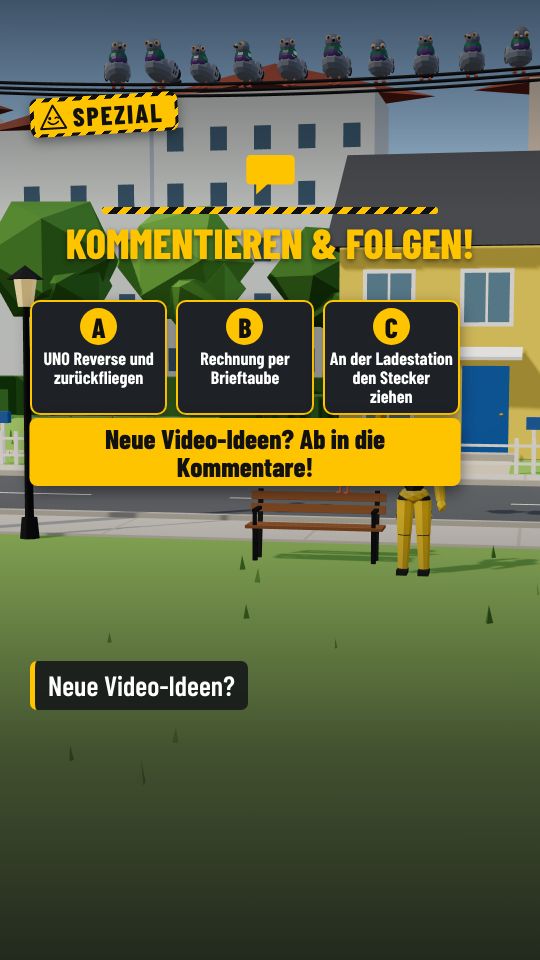 SPEZIAL
KOMMENTIEREN & FOLGEN!
A
UNO Reverse und
zurückfliegen
B
Rechnung per
Brieftaube
C
An der Ladestation
den Stecker
ziehen
Neue Video-Ideen? Ab in die
Kommentare!
Neue Video-Ideen?